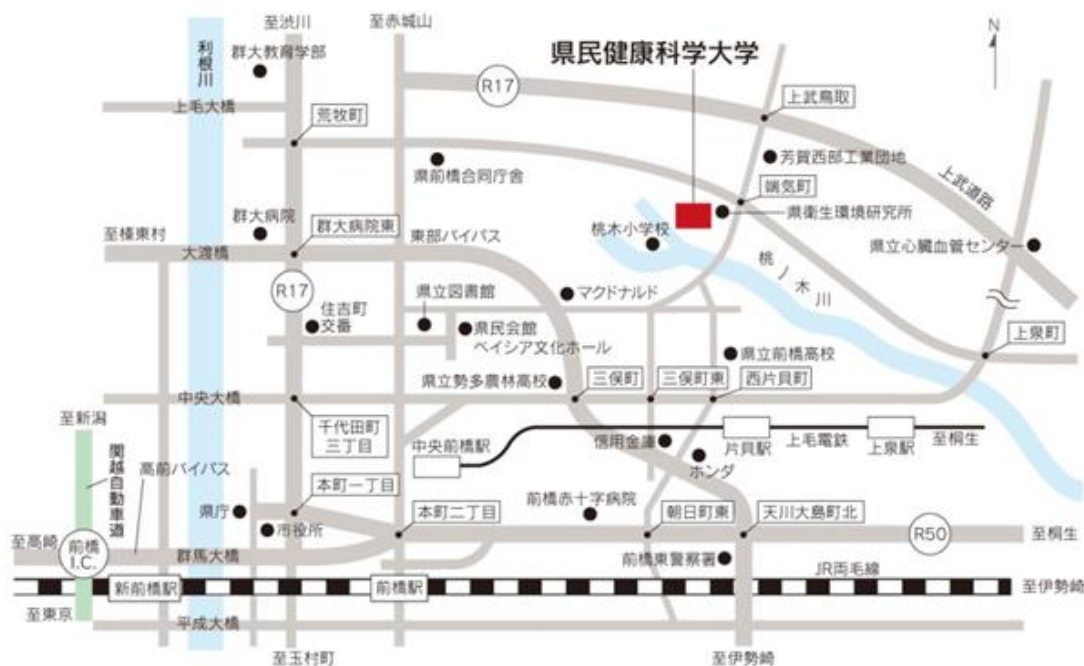 至渋川
至赤城山
N
利根川
群大教育学部
県民健康科学大学
R17
上毛大橋
荒牧町
上武鳥取
県前橋合同庁舎
芳賀西部工業団地
上武道路
端気町
県衛生環境研究所
群大病院
群大病院東
東部バイパス
桃木小学校
至榛東村
大渡橋
県立心臓血管センター
桃ノ木川
R17
県立図書館
マクドナルド
住吉町
交番
県民会館
ベイシア文化ホール
上泉町
県立前橋高校
県立勢多農林高校
三俣町
三俣町東
西片貝町
中央大橋
至新潟
千代田町
三丁目
中央前橋駅
信用金庫
片貝駅
上毛電鉄
上泉駅
至桐生
関越自動車道
高前バイパス
ホンダ
本町一丁目
前橋赤十字病院
県庁
市役所
本町二丁目
朝日町東
天川大島町北
R50
至桐生
至高崎
前橋
I.C.
群馬大橋
前橋東警察署
JR両毛線
新前橋駅
前橋駅
至伊勢崎
至東京
平成大橋
至玉村町
至伊勢崎